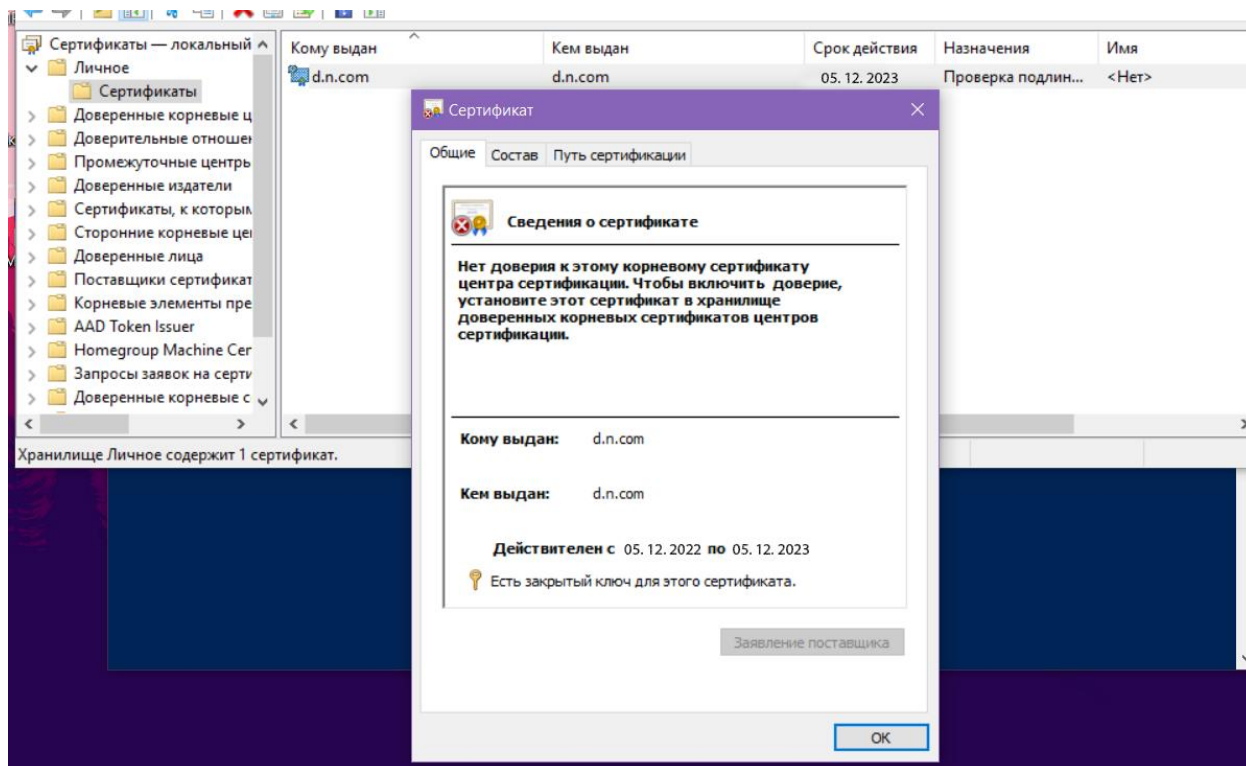 Сертификаты — локальный
Личное
Сертификаты
Доверенные корневые ц
Доверительные отношен
Промежуточные центры
Доверенные издатели
Сертификаты, к которым
Сторонние корневые цен
Доверенные лица
Поставщики сертификат
Корневые элементы пре
AAD Token Issuer
Homegroup Machine Cer
Запросы заявок на серти
Доверенные корневые с
Кому выдан Кем выдан Срок действия Назначения Имя
d.n.com d.n.com 05. 12. 2023 Проверка подлин... <Нет>
Хранилище Личное содержит 1 сертификат.
Сертификат
Общие Состав Путь сертификации
Сведения о сертификате
Нет доверия к этому корневому сертификату
центра сертификации. Чтобы включить доверие,
установите этот сертификат в хранилище
доверенных корневых сертификатов центров
сертификации.
Кому выдан: d.n.com
Кем выдан: d.n.com
Действителен с 05. 12. 2022 по 05. 12. 2023
Есть закрытый ключ для этого сертификата.
Заявление поставщика
ОК